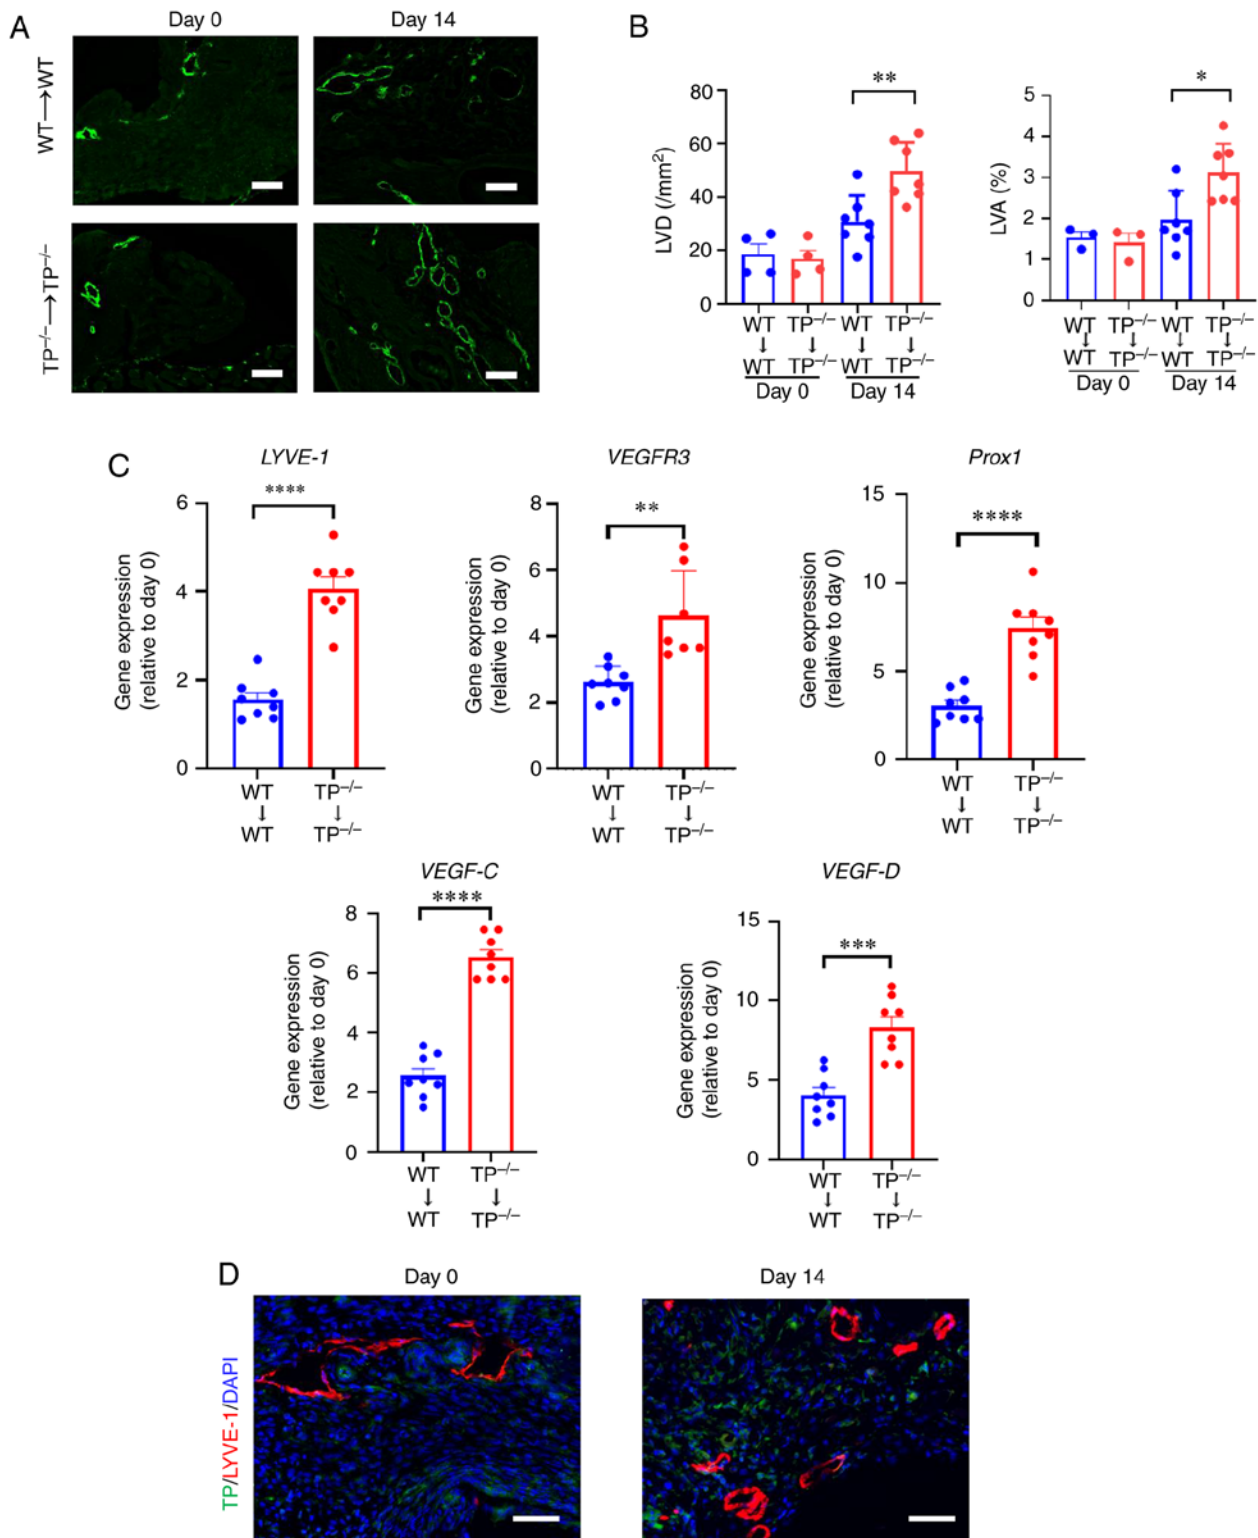 A
Day 0
Day 14
WT→WT
TP⁻/⁻→TP⁻/⁻
B
LVD (/mm²)
80
60
40
20
0
**
WT WT
TP⁻/⁻ TP⁻/⁻
WT WT
TP⁻/⁻ TP⁻/⁻
↓ ↓ ↓ ↓
Day 0 Day 14
LVA (%)
5
4
3
2
1
0
*
WT TP⁻/⁻ WT TP⁻/⁻
↓ ↓ ↓ ↓
WT TP⁻/⁻ WT TP⁻/⁻
Day 0 Day 14
C
LYVE-1
****
Gene expression
(relative to day 0)
6
4
2
0
WT TP⁻/⁻
↓ ↓
WT TP⁻/⁻
VEGFR3
**
Gene expression
(relative to day 0)
8
6
4
2
0
WT TP⁻/⁻
↓ ↓
WT TP⁻/⁻
Prox1
****
Gene expression
(relative to day 0)
15
10
5
0
WT TP⁻/⁻
↓ ↓
WT TP⁻/⁻
VEGF-C
****
Gene expression
(relative to day 0)
8
6
4
2
0
WT TP⁻/⁻
↓ ↓
WT TP⁻/⁻
VEGF-D
***
Gene expression
(relative to day 0)
15
10
5
0
WT TP⁻/⁻
↓ ↓
WT TP⁻/⁻
D
Day 0
Day 14
TP/LYVE-1/DAPI